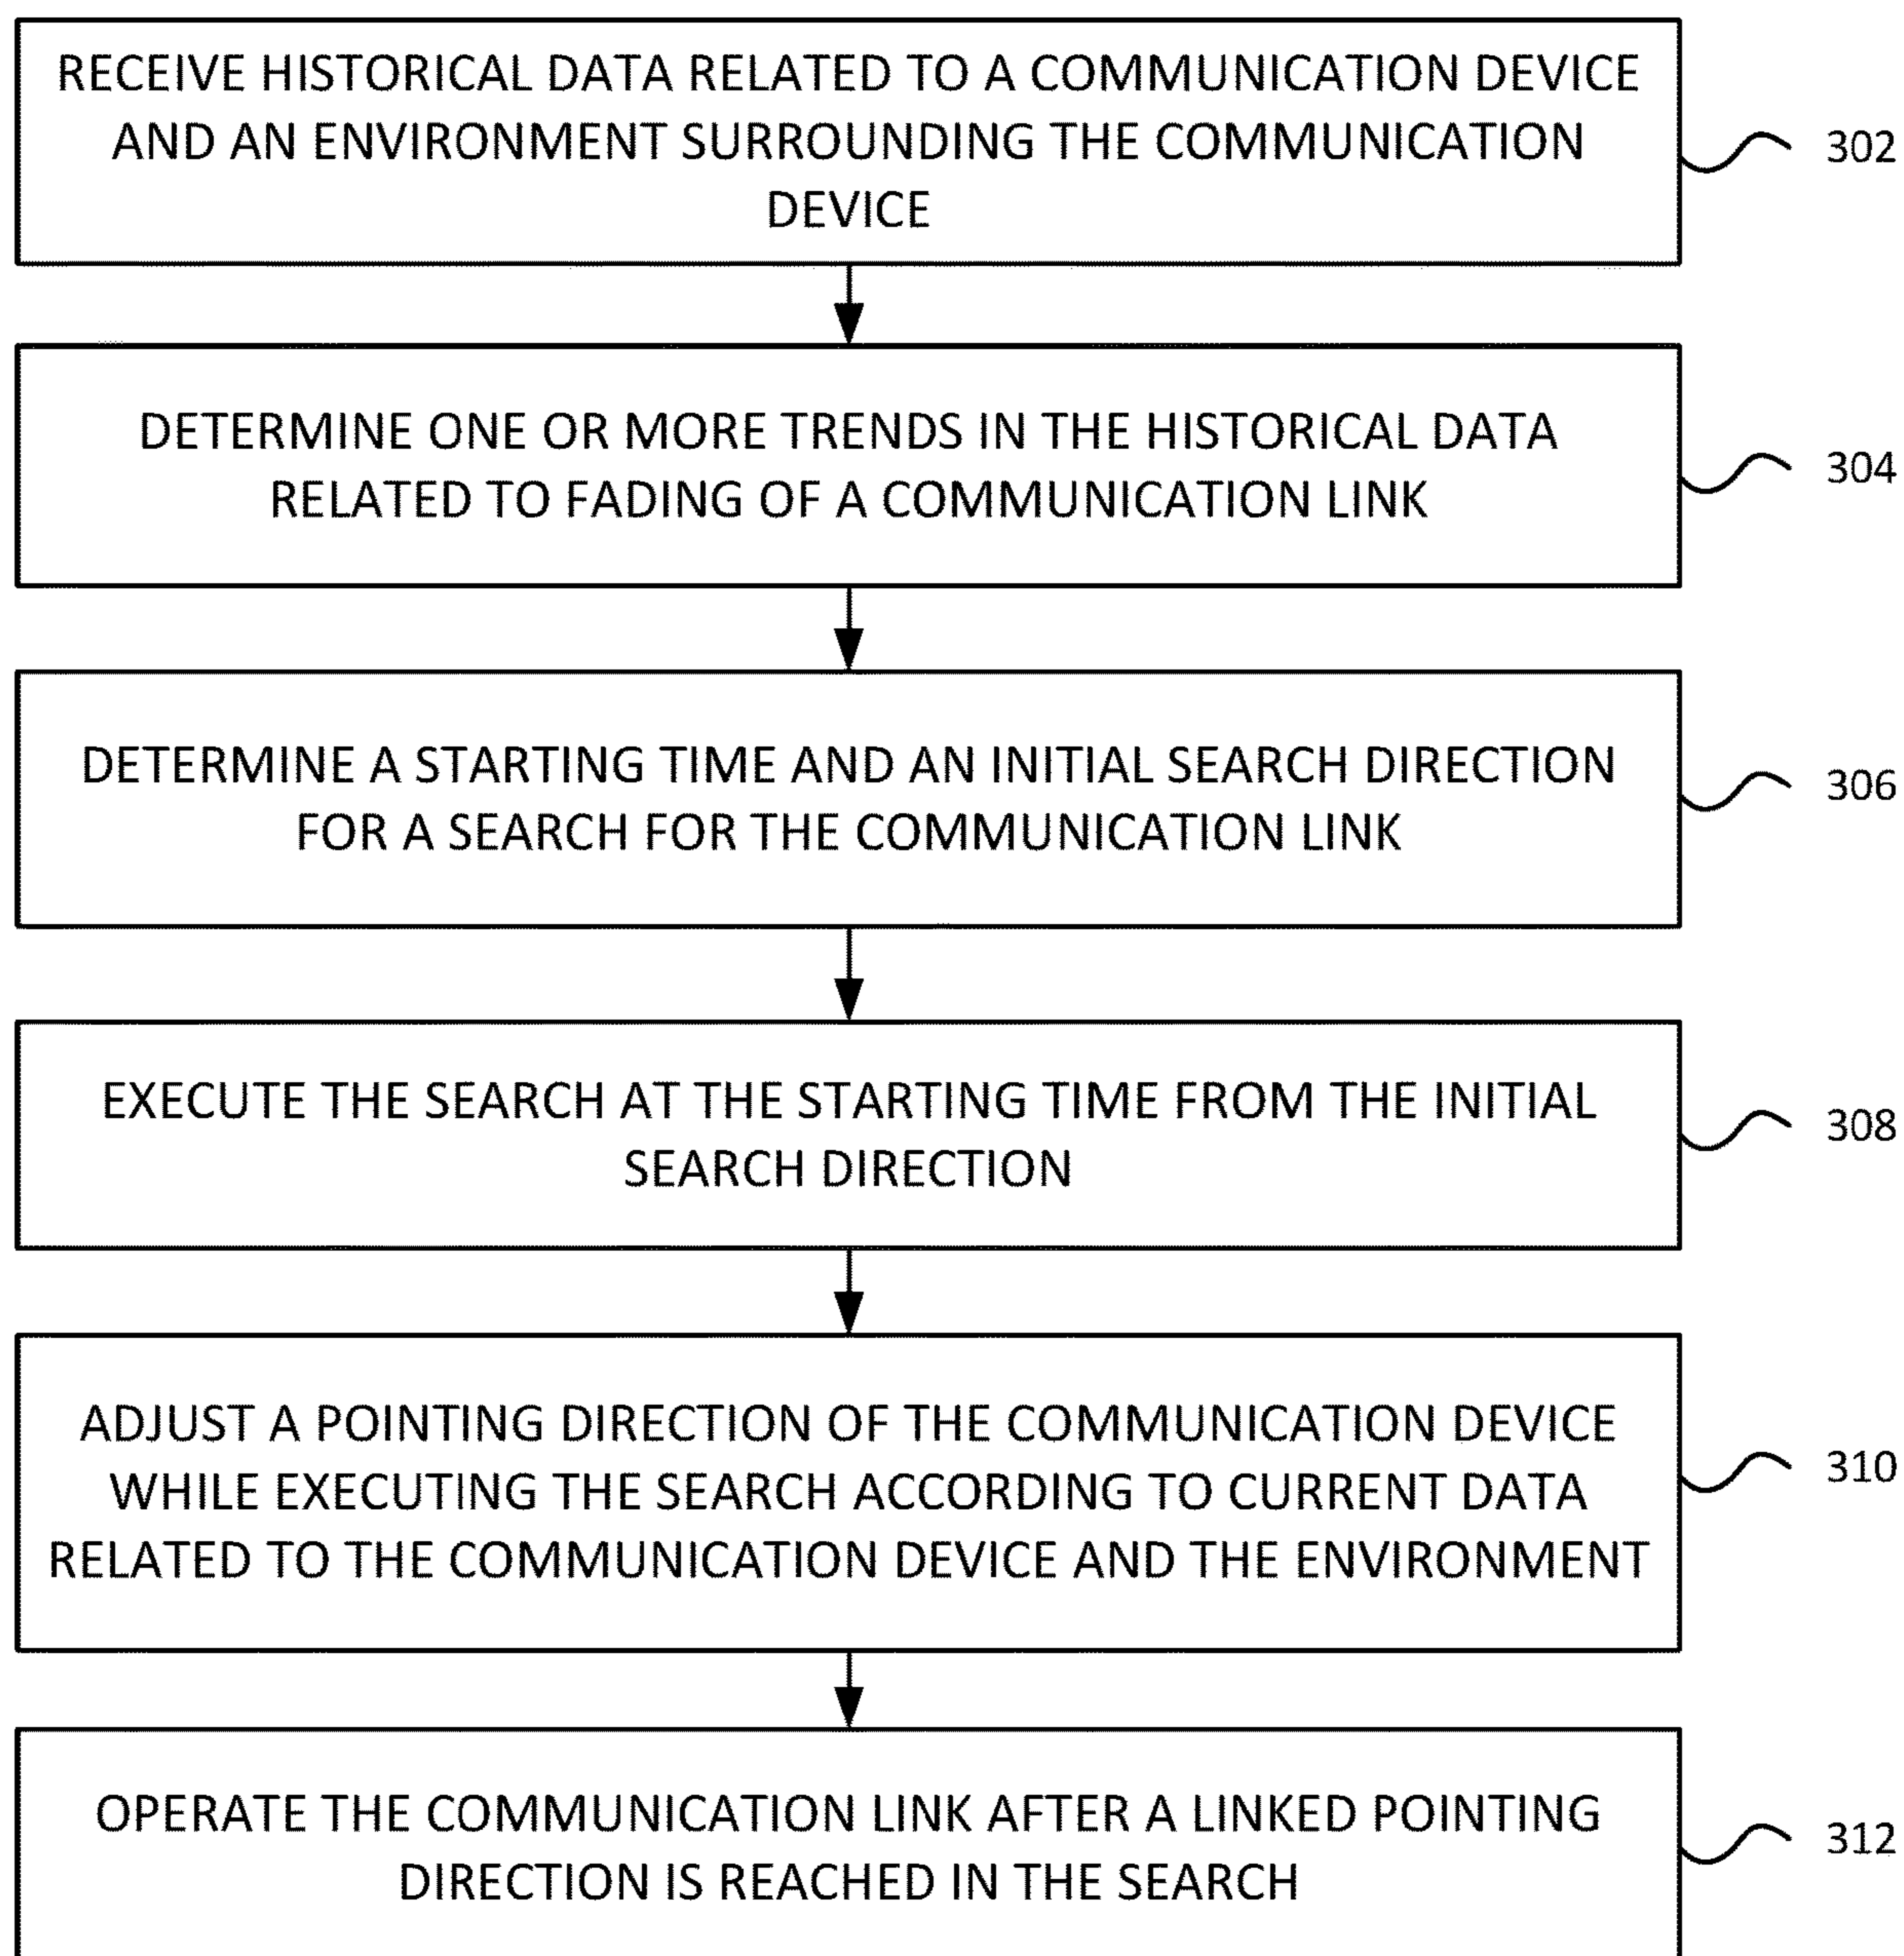 RECEIVE HISTORICAL DATA RELATED TO A COMMUNICATION DEVICE
AND AN ENVIRONMENT SURROUNDING THE COMMUNICATION
DEVICE
302
DETERMINE ONE OR MORE TRENDS IN THE HISTORICAL DATA
RELATED TO FADING OF A COMMUNICATION LINK
304
DETERMINE A STARTING TIME AND AN INITIAL SEARCH DIRECTION
FOR A SEARCH FOR THE COMMUNICATION LINK
306
EXECUTE THE SEARCH AT THE STARTING TIME FROM THE INITIAL
SEARCH DIRECTION
308
ADJUST A POINTING DIRECTION OF THE COMMUNICATION DEVICE
WHILE EXECUTING THE SEARCH ACCORDING TO CURRENT DATA
RELATED TO THE COMMUNICATION DEVICE AND THE ENVIRONMENT
310
OPERATE THE COMMUNICATION LINK AFTER A LINKED POINTING
DIRECTION IS REACHED IN THE SEARCH
312